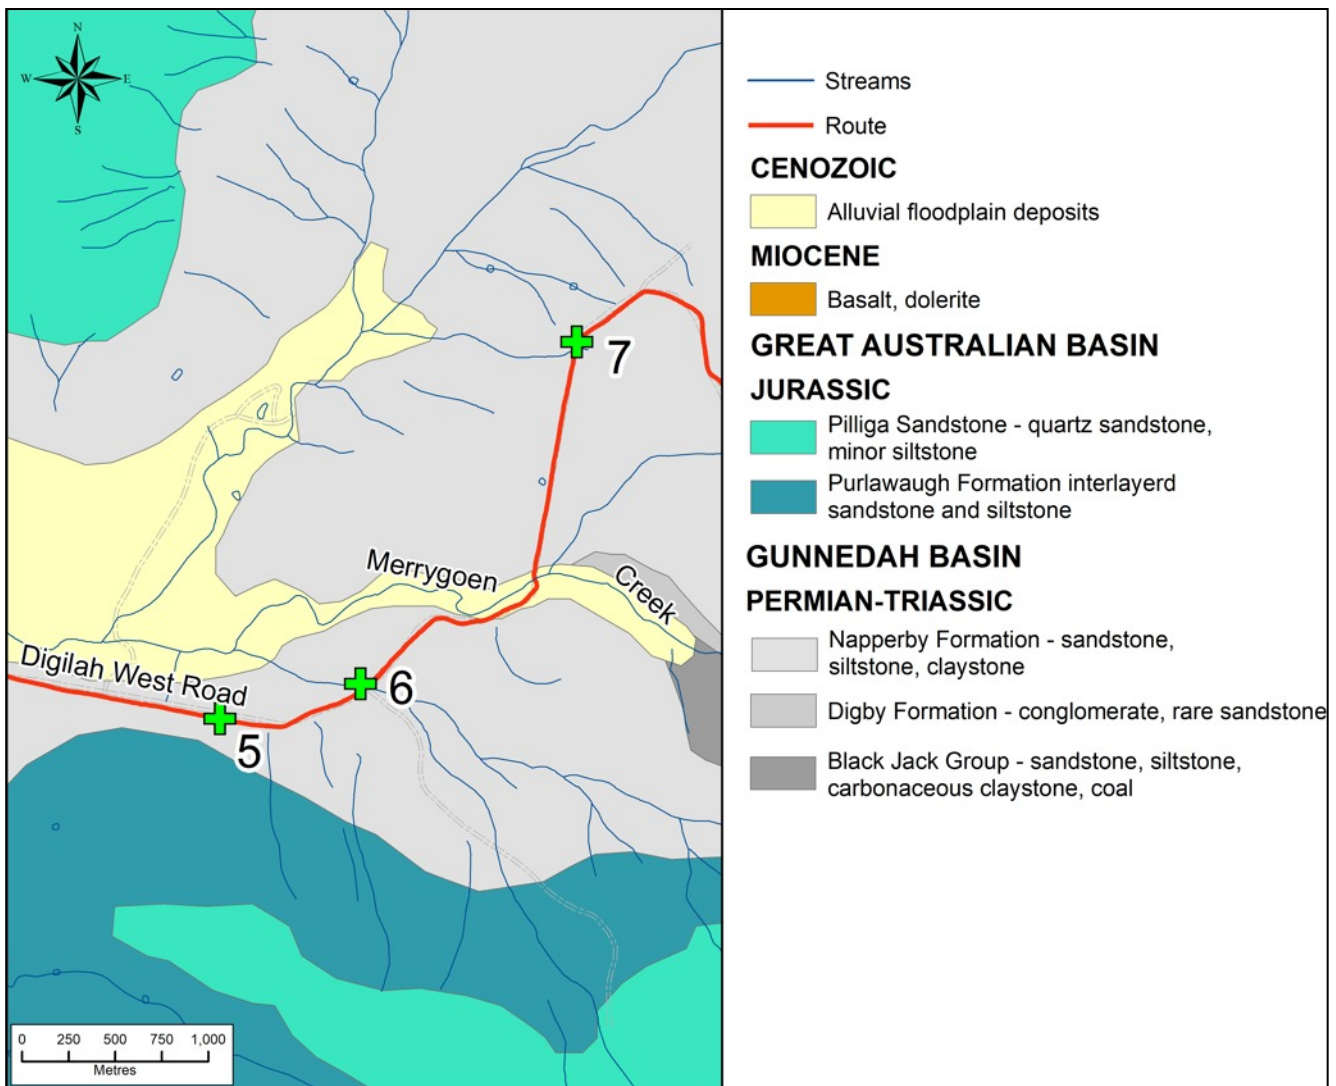 N
W
E
S
7
Merrygoen
Creek
Digilah West Road
6
5
0 250 500 750 1,000
Metres
Streams
Route
CENOZOIC
Alluvial floodplain deposits
MIOCENE
Basalt, dolerite
GREAT AUSTRALIAN BASIN
JURASSIC
Pilliga Sandstone - quartz sandstone,
minor siltstone
Purlawaugh Formation interlayerd
sandstone and siltstone
GUNNEDAH BASIN
PERMIAN-TRIASSIC
Napperby Formation - sandstone,
siltstone, claystone
Digby Formation - conglomerate, rare sandstone
Black Jack Group - sandstone, siltstone,
carbonaceous claystone, coal